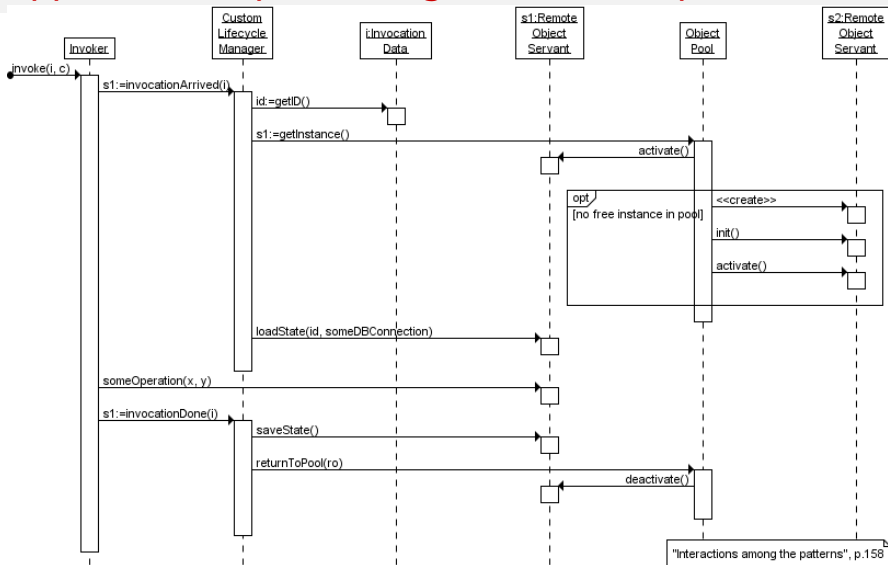 Custom
Lifecycle
Manager
s1:Remote
Object
Servant
s2:Remote
Object
Servant
Invoker
i:Invocation
Data
Object
Pool
invoke(i, c)
s1:=invocationArrived(i)
id:=getID()
s1:=getInstance()
activate()
opt
[no free instance in pool]
<<create>>
init()
activate()
loadState(id, someDBConnection)
someOperation(x, y)
s1:=invocationDone(i)
saveState()
returnToPool(ro)
deactivate()
"Interactions among the patterns", p.158